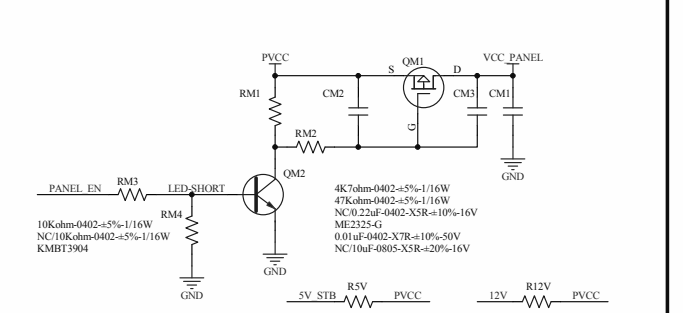 PVCC
QM1
S
D
VCC_PANEL
RM1
CM2
CM3
CM1
G
RM2
GND
QM2
PANEL_EN
RM3
LED-SHORT
RM4
10Kohm-0402-±5%-1/16W
NC/10Kohm-0402-±5%-1/16W
KMBT3904
GND
GND
4K7ohm-0402-±5%-1/16W
47Kohm-0402-±5%-1/16W
NC/0.22uF-0402-X5R-±10%-16V
ME2325-G
0.01uF-0402-X7R-±10%-50V
NC/10uF-0805-X5R-±20%-16V
5V_STB
R5V
PVCC
12V
R12V
PVCC